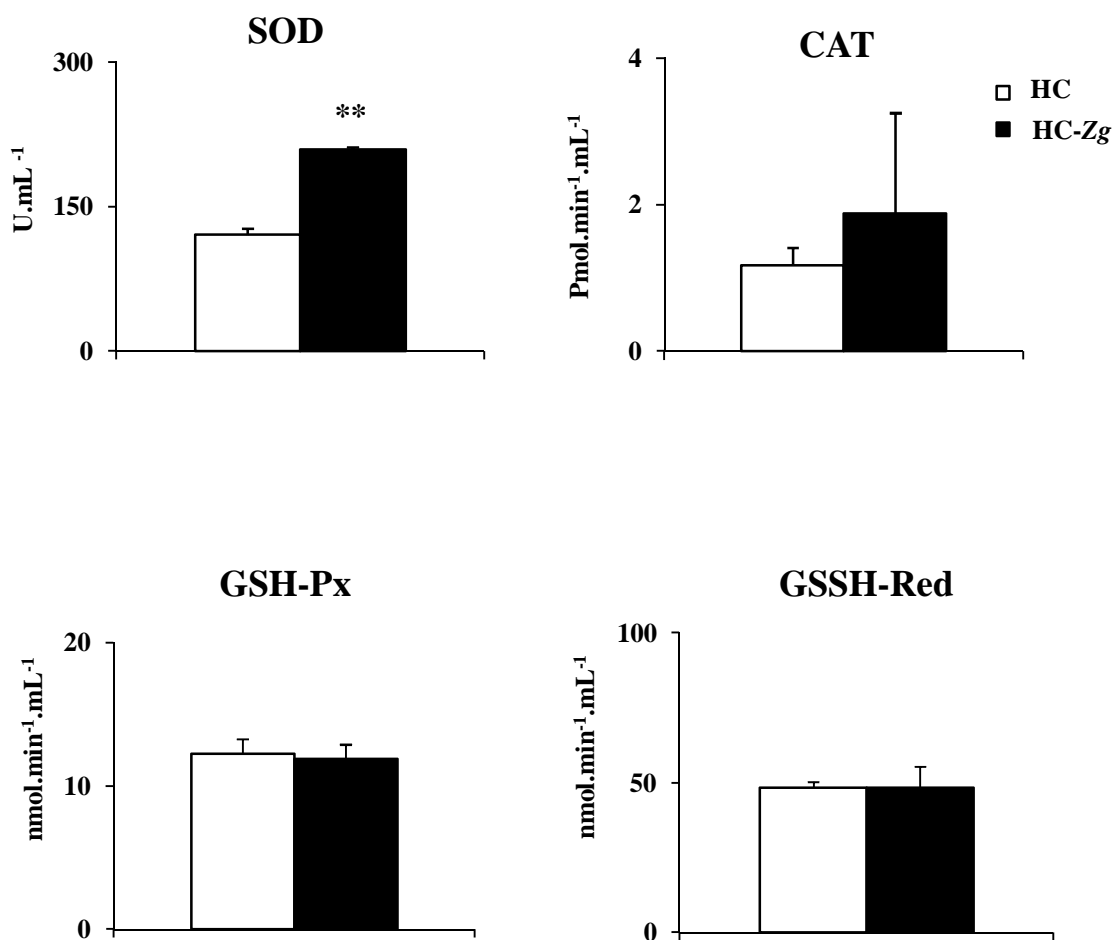 SOD
300
150
0
U.mL -1
**
CAT
4
2
0
Pmol.min-1.mL-1
HC
HC-Zg
GSH-Px
20
10
0
nmol.min-1.mL-1
GSSH-Red
100
50
0
nmol.min-1.mL-1